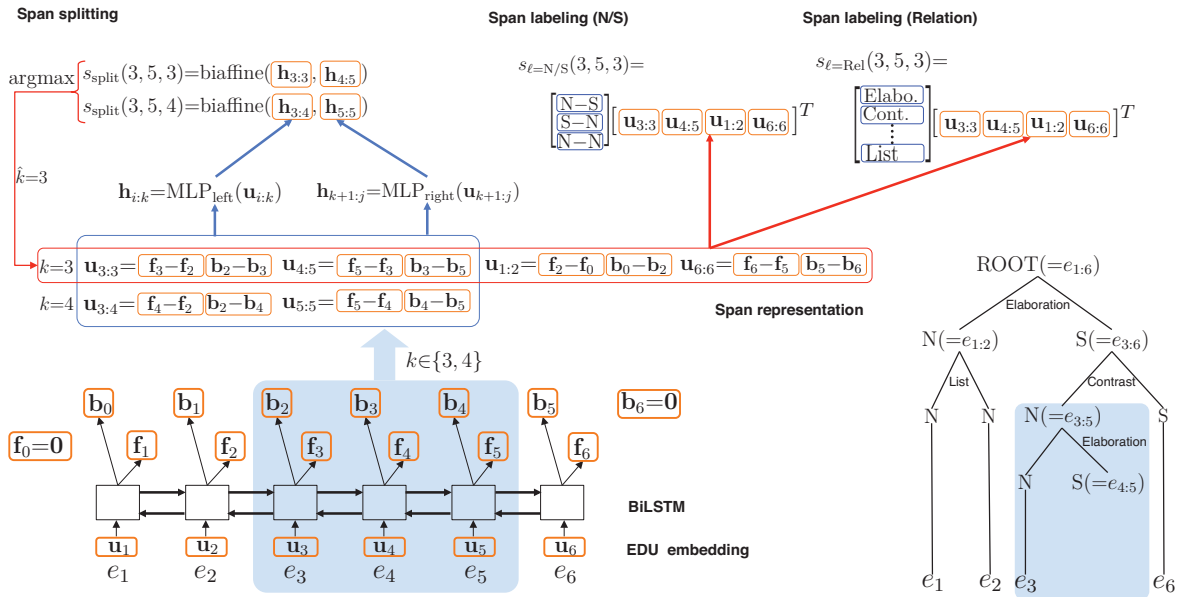 Span splitting
Span labeling (N/S)
Span labeling (Relation)
argmax
s_split(3, 5, 3)=biaffine(h_3:3, h_4:5)
s_split(3, 5, 4)=biaffine(h_3:4, h_5:5)
s_ℓ=N/S(3, 5, 3)=
N−S
S−N
N−N
[u_3:3 u_4:5 u_1:2 u_6:6]^T
s_ℓ=Rel(3, 5, 3)=
Elabo.
Cont.
⋮
List
[u_3:3 u_4:5 u_1:2 u_6:6]^T
k̂=3
h_i:k=MLP_left(u_i:k)
h_k+1:j=MLP_right(u_k+1:j)
k=3 u_3:3= f_3−f_2 b_2−b_3 u_4:5= f_5−f_3 b_3−b_5 u_1:2= f_2−f_0 b_0−b_2 u_6:6= f_6−f_5 b_5−b_6
k=4 u_3:4= f_4−f_2 b_2−b_4 u_5:5= f_5−f_4 b_4−b_5
Span representation
k∈{3, 4}
b_0 b_1 b_2 b_3 b_4 b_5 b_6=0
f_0=0 f_1 f_2 f_3 f_4 f_5 f_6
BiLSTM
u_1 u_2 u_3 u_4 u_5 u_6
EDU embedding
e_1 e_2 e_3 e_4 e_5 e_6
ROOT(=e_1:6)
Elaboration
N(=e_1:2) S(=e_3:6)
List Contrast
N N N(=e_3:5) S
Elaboration
N S(=e_4:5)
e_1 e_2 e_3 e_6